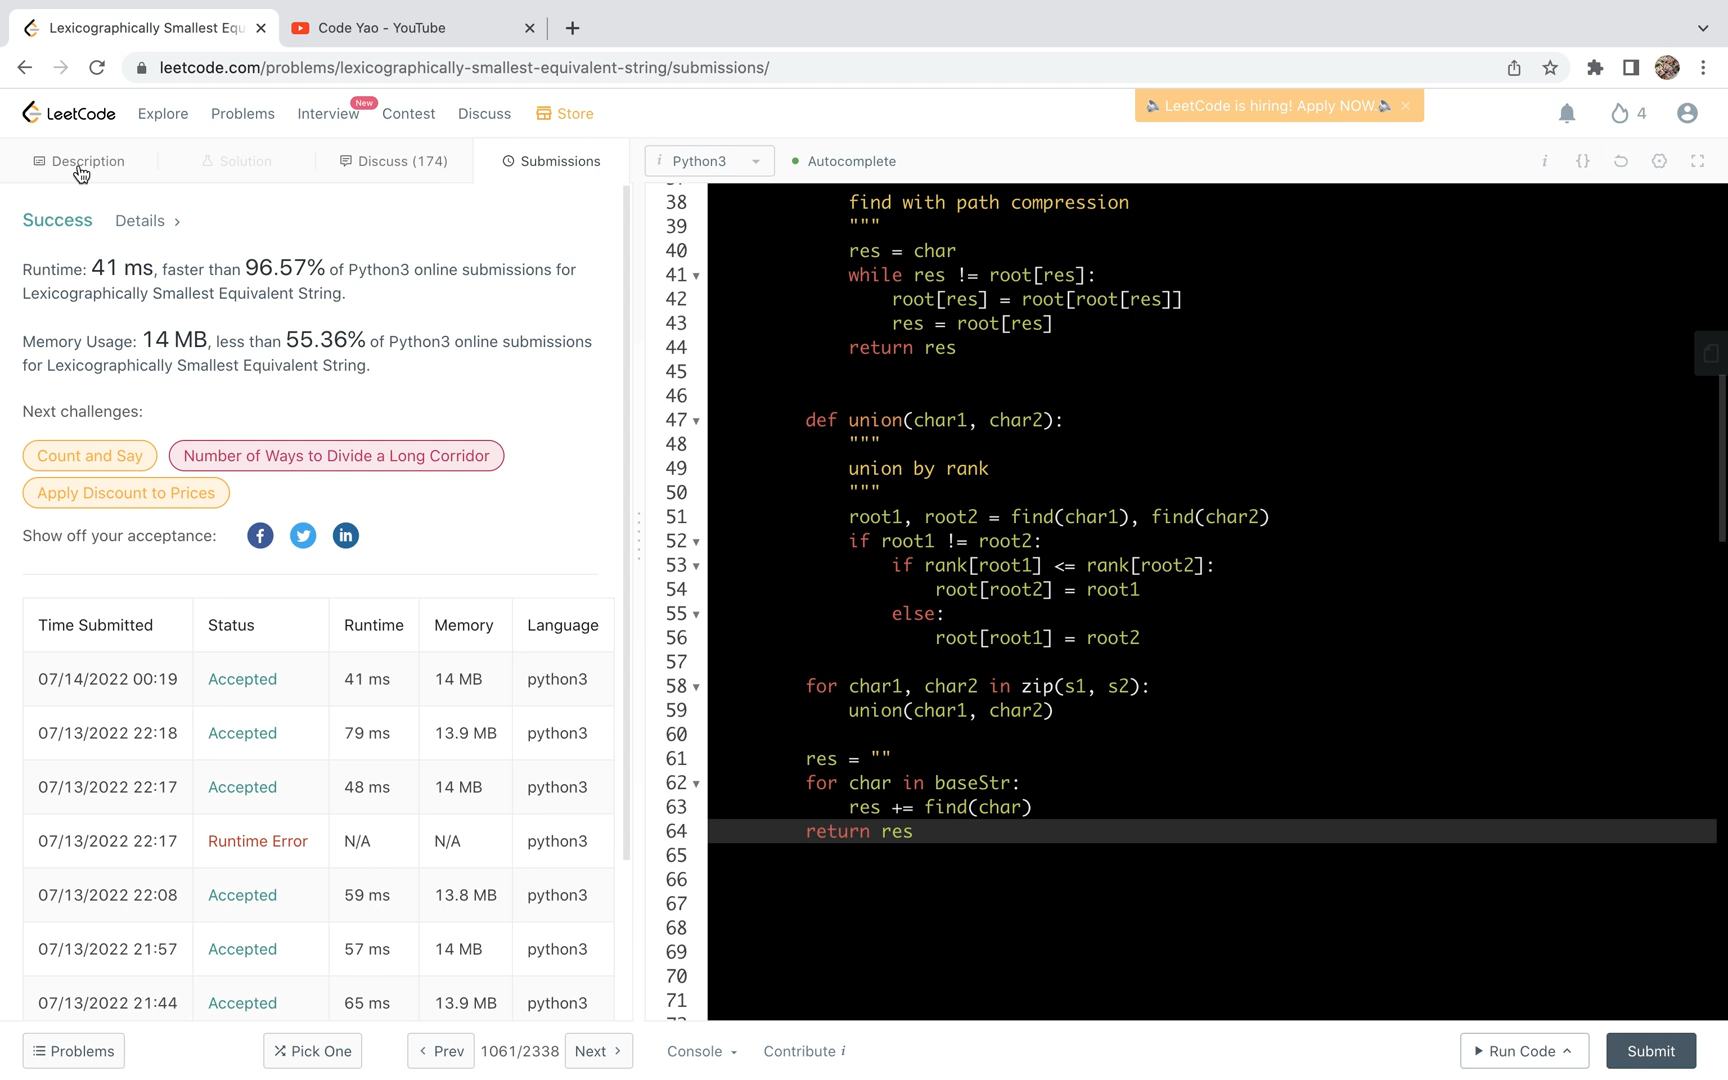 Lexicographically Smallest Equ
Code Yao - YouTube
leetcode.com/problems/lexicographically-smallest-equivalent-string/submissions/
LeetCode
Explore
Problems
Interview
New
Contest
Discuss
Store
LeetCode is hiring! Apply NOW.
4
Description
Solution
Discuss (174)
Submissions
i Python3
Autocomplete
Success Details
Runtime: 41 ms, faster than 96.57% of Python3 online submissions for
Lexicographically Smallest Equivalent String.
Memory Usage: 14 MB, less than 55.36% of Python3 online submissions
for Lexicographically Smallest Equivalent String.
Next challenges:
Count and Say
Number of Ways to Divide a Long Corridor
Apply Discount to Prices
Show off your acceptance:
Time Submitted Status Runtime Memory Language
07/14/2022 00:19 Accepted 41 ms 14 MB python3
07/13/2022 22:18 Accepted 79 ms 13.9 MB python3
07/13/2022 22:17 Accepted 48 ms 14 MB python3
07/13/2022 22:17 Runtime Error N/A N/A python3
07/13/2022 22:08 Accepted 59 ms 13.8 MB python3
07/13/2022 21:57 Accepted 57 ms 14 MB python3
07/13/2022 21:44 Accepted 65 ms 13.9 MB python3
38 find with path compression
39 """
40 res = char
41 while res != root[res]:
42 root[res] = root[root[res]]
43 res = root[res]
44 return res
45
46
47 def union(char1, char2):
48 """
49 union by rank
50 """
51 root1, root2 = find(char1), find(char2)
52 if root1 != root2:
53 if rank[root1] <= rank[root2]:
54 root[root2] = root1
55 else:
56 root[root1] = root2
57
58 for char1, char2 in zip(s1, s2):
59 union(char1, char2)
60
61 res = ""
62 for char in baseStr:
63 res += find(char)
64 return res
65
66
67
68
69
70
71
Problems
Pick One
Prev
1061/2338
Next
Console
Contribute i
Run Code
Submit